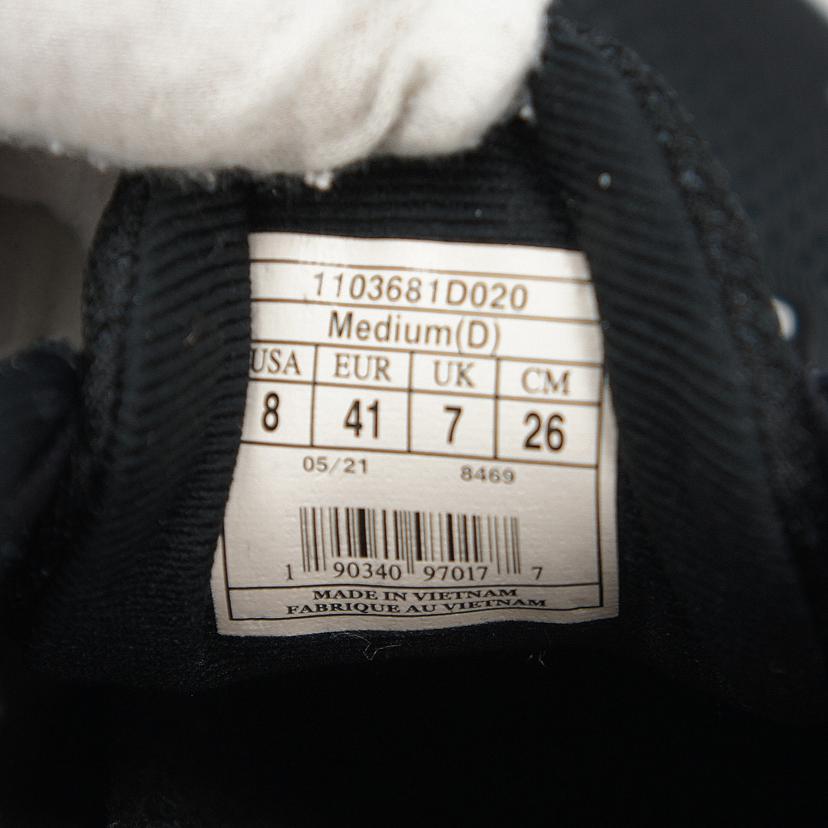 1103681D020
Medium(D)
USA EUR UK CM
8 41 7 26
05/21 8469
1 90340 97017 7
MADE IN VIETNAM
FABRIQUE AU VIETNAM